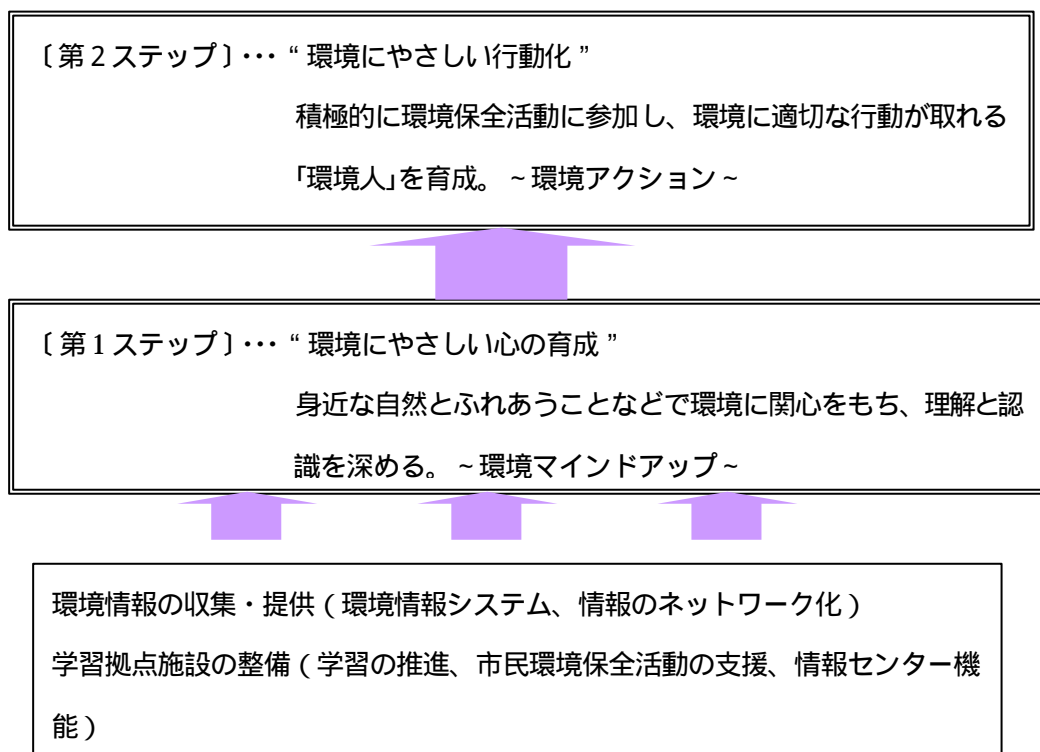 〔第２ステップ〕･･･ “ 環境にやさしい行動化 ”
積極的に環境保全活動に参加し、環境に適切な行動が取れる
｢環境人｣を育成。 ~ 環境アクション ~
〔第１ステップ〕･･･ “ 環境にやさしい心の育成 ”
身近な自然とふれあうことなどで環境に関心をもち、理解と認
識を深める。 ~ 環境マインドアップ ~
環境情報の収集・提供（環境情報システム、情報のネットワーク化）
学習拠点施設の整備（学習の推進、市民環境保全活動の支援、情報センター機
能）